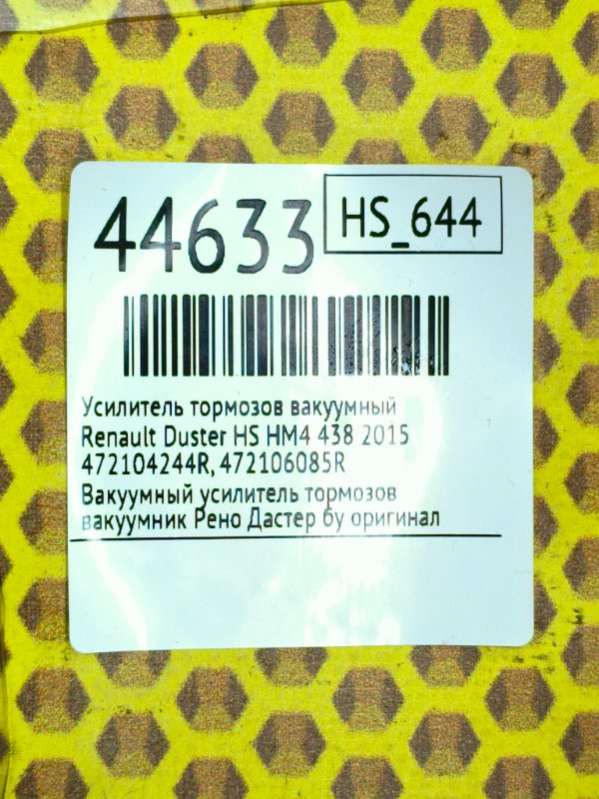 44633
HS_644
Усилитель тормозов вакуумный
Renault Duster HS HM4 438 2015
472104244R, 472106085R
Вакуумный усилитель тормозов
вакуумник Рено Дастер бу оригинал